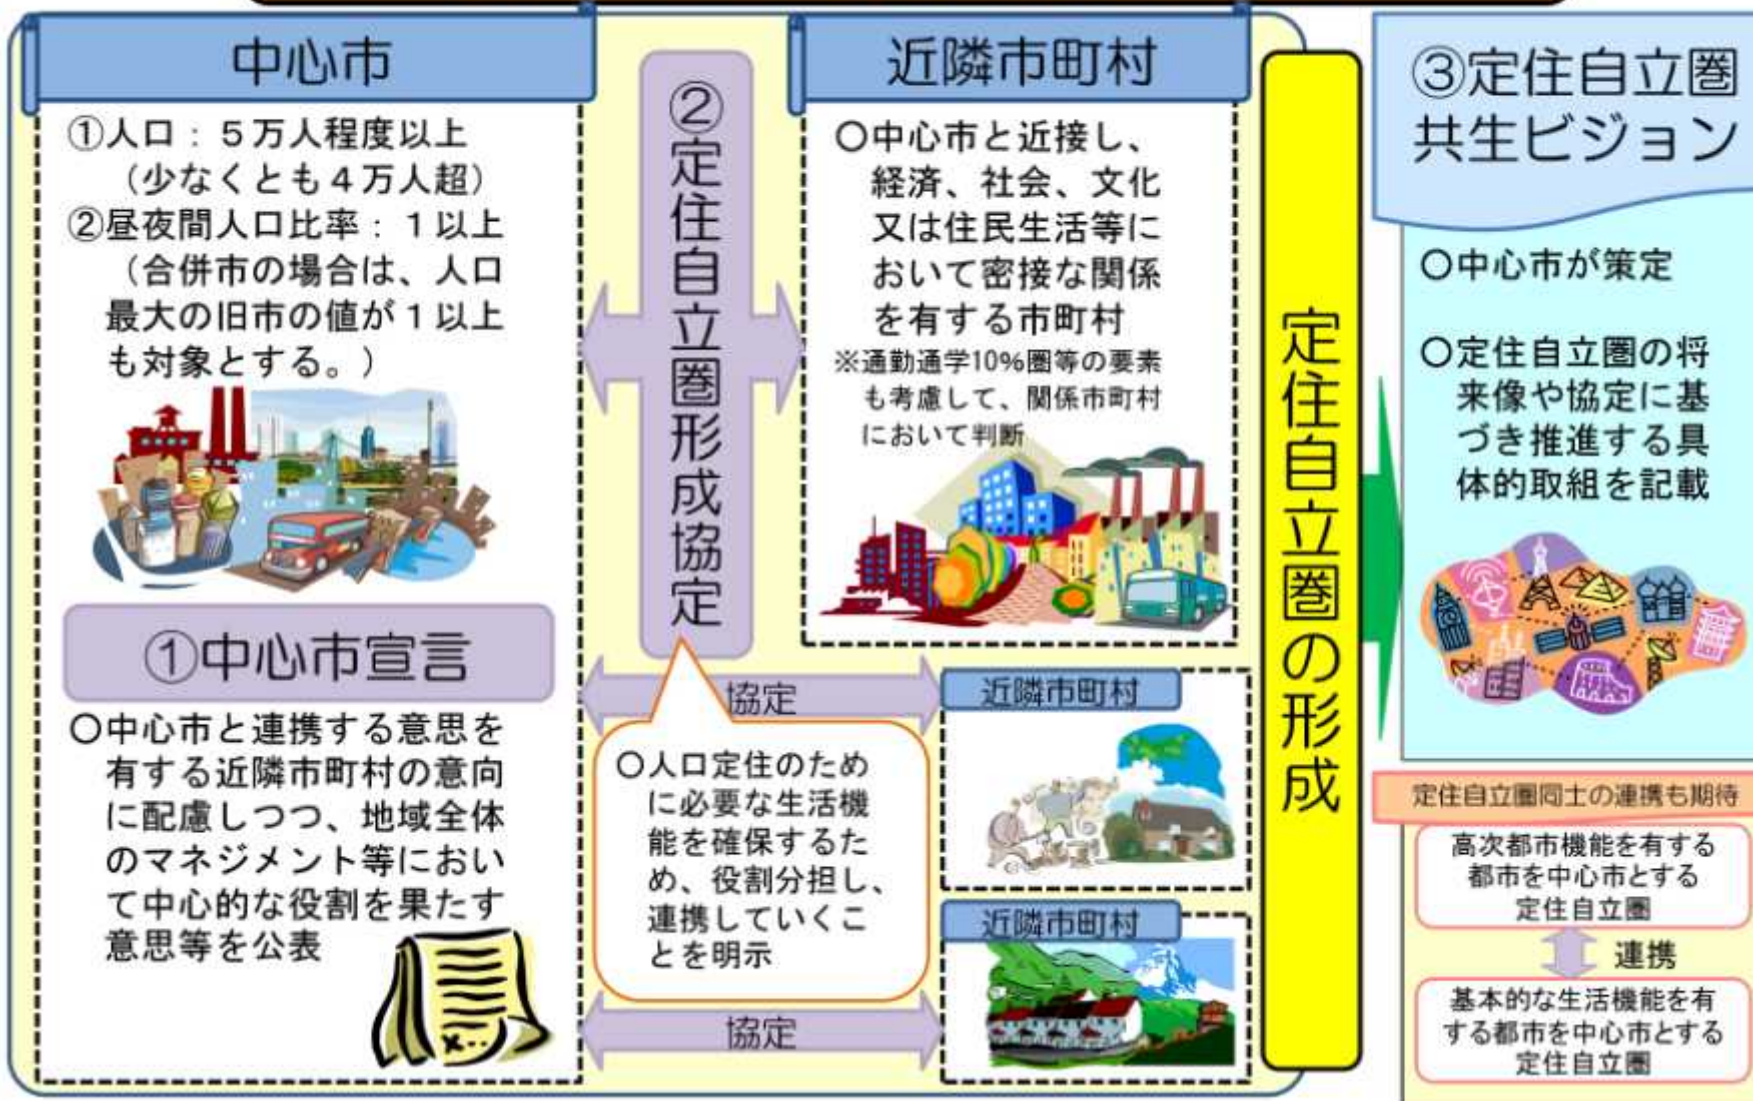 中心市
①人口：５万人程度以上
（少なくとも４万人超）
②昼夜間人口比率：１以上
（合併市の場合は、人口
最大の旧市の値が１以上
も対象とする。）
①中心市宣言
〇中心市と連携する意思を
有する近隣市町村の意向
に配慮しつつ、地域全体
のマネジメント等におい
て中心的な役割を果たす
意思等を公表
②定住自立圏形成協定
協定
〇人口定住のため
に必要な生活機
能を確保するた
め、役割分担し、
連携していくこ
とを明示
協定
近隣市町村
〇中心市と近接し、
経済、社会、文化
又は住民生活等に
おいて密接な関係
を有する市町村
※通勤通学10%圏等の要素
も考慮して、関係市町村
において判断
近隣市町村
近隣市町村
定住自立圏の形成
③定住自立圏
共生ビジョン
〇中心市が策定
〇定住自立圏の将
来像や協定に基
づき推進する具
体的取組を記載
定住自立圏同士の連携も期待
高次都市機能を有する
都市を中心市とする
定住自立圏
連携
基本的な生活機能を有
する都市を中心市とする
定住自立圏